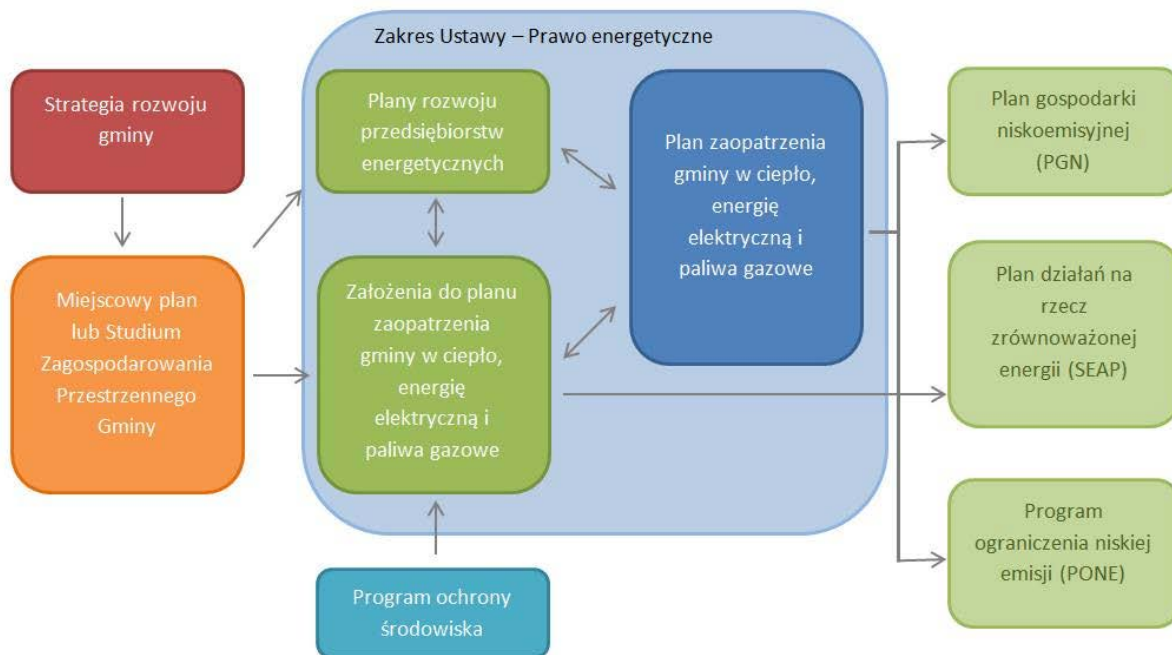 Zakres Ustawy – Prawo energetyczne
Strategia rozwoju
gminy
Plany rozwoju
przedsiębiorstw
energetycznych
Plan zaopatrzenia
gminy w ciepło,
energię
elektryczną i
paliwa gazowe
Plan gospodarki
niskoemisyjnej
(PGN)
Miejscowy plan
lub Studium
Zagospodarowania
Przestrzennego
Gminy
Założenia do planu
zaopatrzenia
gminy w ciepło,
energię
elektryczną i
paliwa gazowe
Plan działań na
rzecz
zrównoważonej
energii (SEAP)
Program ochrony
środowiska
Program
ograniczenia niskiej
emisji (PONE)